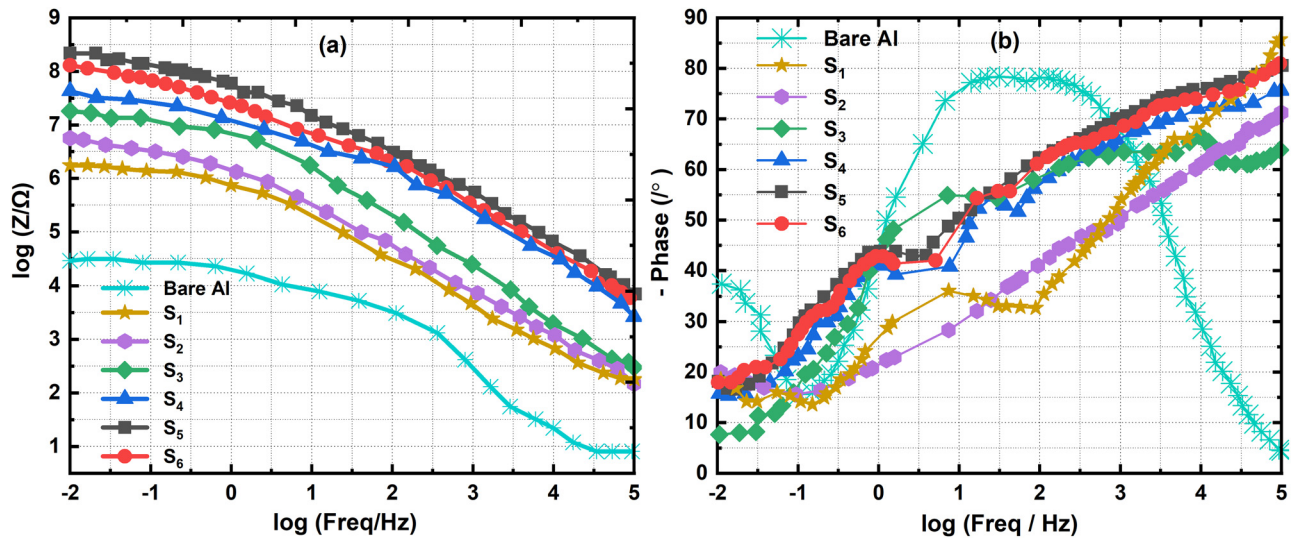 (a)
log (Z/Ω)
9
8
7
6
5
4
3
2
1
Bare Al
S1
S2
S3
S4
S5
S6
-2 -1 0 1 2 3 4 5
log (Freq/Hz)
(b)
- Phase (/°)
90
80
70
60
50
40
30
20
10
0
Bare Al
S1
S2
S3
S4
S5
S6
-2 -1 0 1 2 3 4 5
log (Freq / Hz)